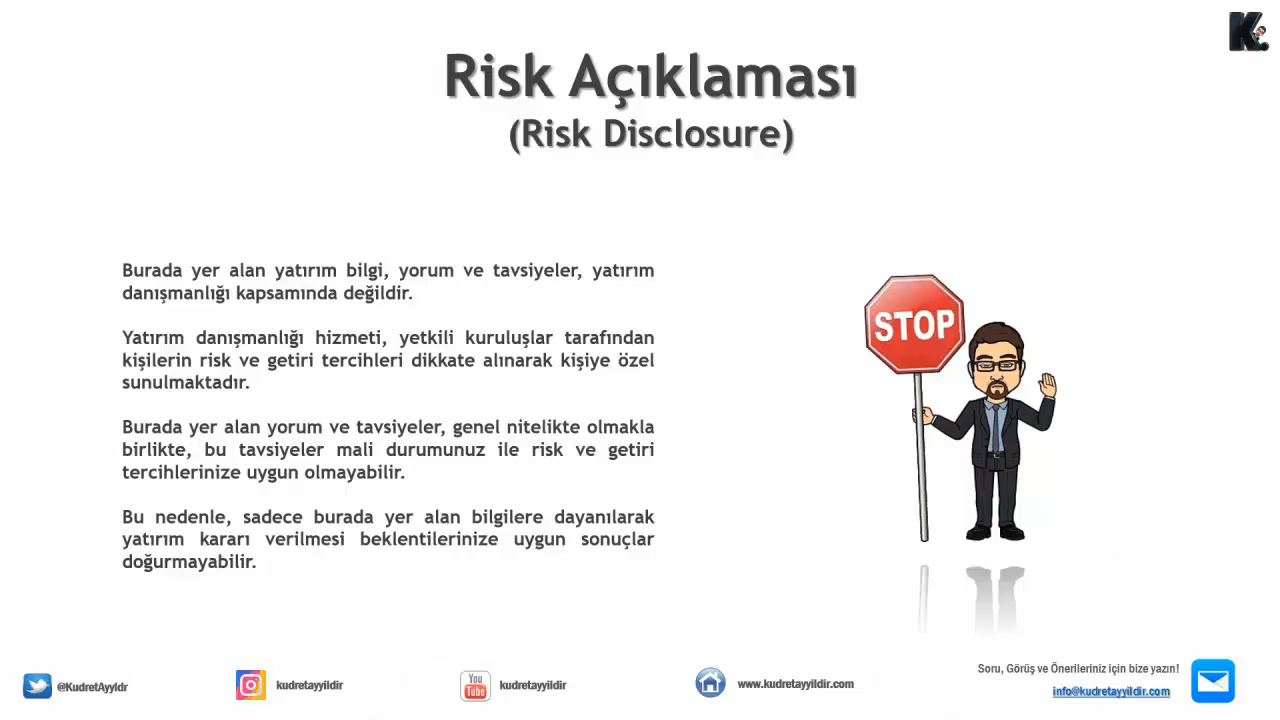 Risk Açıklaması
(Risk Disclosure)
Burada yer alan yatırım bilgi, yorum ve tavsiyeler, yatırım
danışmanlığı kapsamında değildir.
Yatırım danışmanlığı hizmeti, yetkili kuruluşlar tarafından
kişilerin risk ve getiri tercihleri dikkate alınarak kişiye özel
sunulmaktadır.
Burada yer alan yorum ve tavsiyeler, genel nitelikte olmakla
birlikte, bu tavsiyeler mali durumunuz ile risk ve getiri
tercihlerinize uygun olmayabilir.
Bu nedenle, sadece burada yer alan bilgilere dayanılarak
yatırım kararı verilmesi beklentilerinize uygun sonuçlar
doğurmayabilir.
STOP
@KudretAyyldr
kudretayyildir
You Tube
kudretayyildir
www.kudretayyildir.com
Soru, Görüş ve Önerileriniz için bize yazın!
info@kudretayyildir.com
K